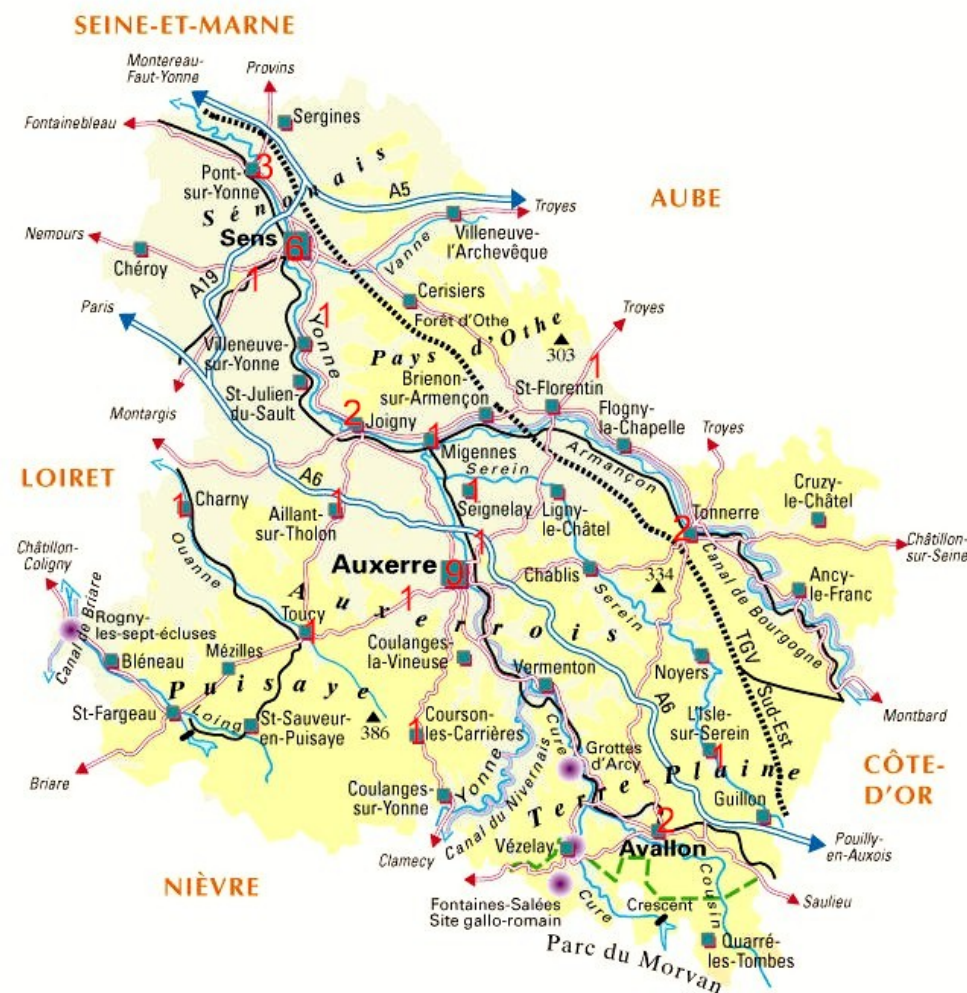 SEINE-ET-MARNE
Montereau-
Faut-Yonne
Provins
Sergines
Fontainebleau
3
Pont-
sur-Yonne
Sénonais
A5
Troyes
AUBE
Villeneuve-
l'Archevêque
Nemours
Sens
6
Vanne
Chéroy
A19
1
Cerisiers
Forêt d'Othe
Paris
1
Troyes
Villeneuve-
sur-Yonne
Yonne
Pays d'Othe
303
1
St-Julien-
du-Sault
Brienon-
sur-Armençon
St-Florentin
Flogny-
la-Chapelle
Montargis
2
Joigny
1
Migennes
Troyes
Armançon
LOIRET
A6
Serein
Cruzy-
le-Châtel
1
Charny
Aillant-
sur-Tholon
1
1
Seignelay
Ligny-
le-Châtel
Tonnerre
2
Châtillon-
sur-Seine
Châtillon-
Coligny
Ouanne
Auxerre
9
1
Chablis
334
Canal de Bourgogne
Ancy-
le-Franc
Canal de Briare
Rogny-
les-sept-écluses
Auxerrois
1
Serein
Toucy
1
Mézilles
Coulanges-
la-Vineuse
Bléneau
Vermenton
Noyers
TGV
Sud-Est
Puisaye
St-Fargeau
Loing
St-Sauveur-
en-Puisaye
386
1
Courson-
les-Carrières
Cure
A6
L'Isle-
sur-Serein
1
Montbard
Briare
Yonne
Grottes
d'Arcy
Terre-Plaine
CÔTE-
D'OR
Coulanges-
sur-Yonne
Canal du Nivernais
Guillon
Clamecy
Vézelay
2
Avallon
Pouilly-
en-Auxois
NIÈVRE
Fontaines-Salées
Site gallo-romain
Cure
Crescent
Cousin
Saulieu
Parc du Morvan
Quarré-
les-Tombes